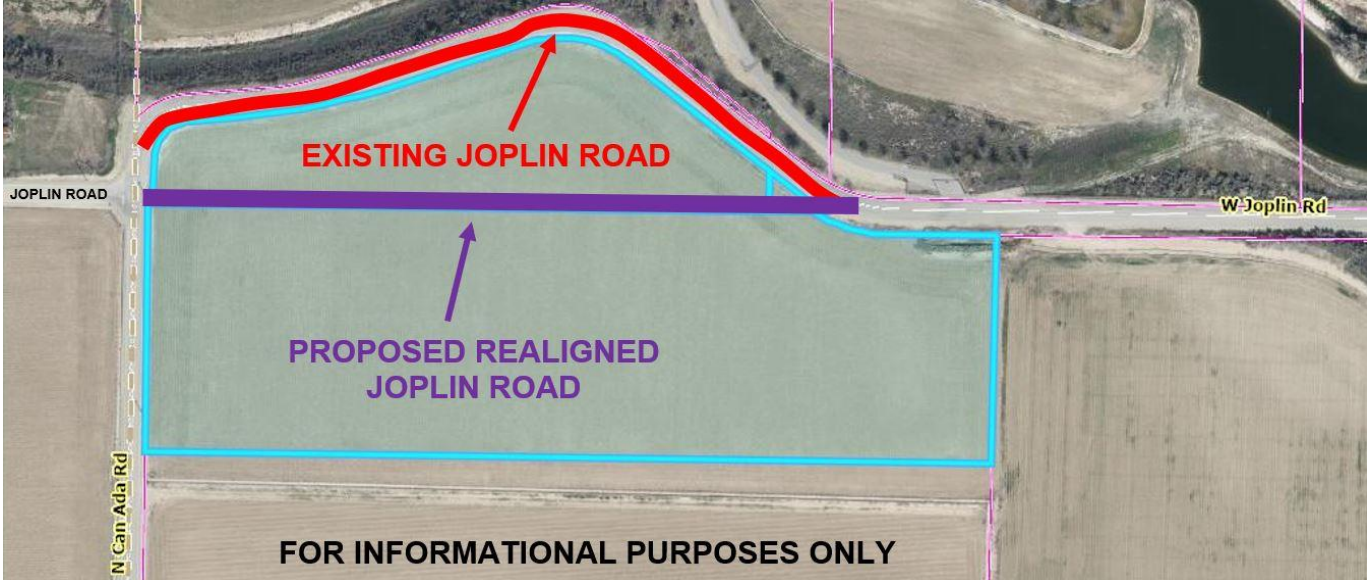 EXISTING JOPLIN ROAD
JOPLIN ROAD
W Joplin Rd
PROPOSED REALIGNED
JOPLIN ROAD
N Can Ada Rd
FOR INFORMATIONAL PURPOSES ONLY